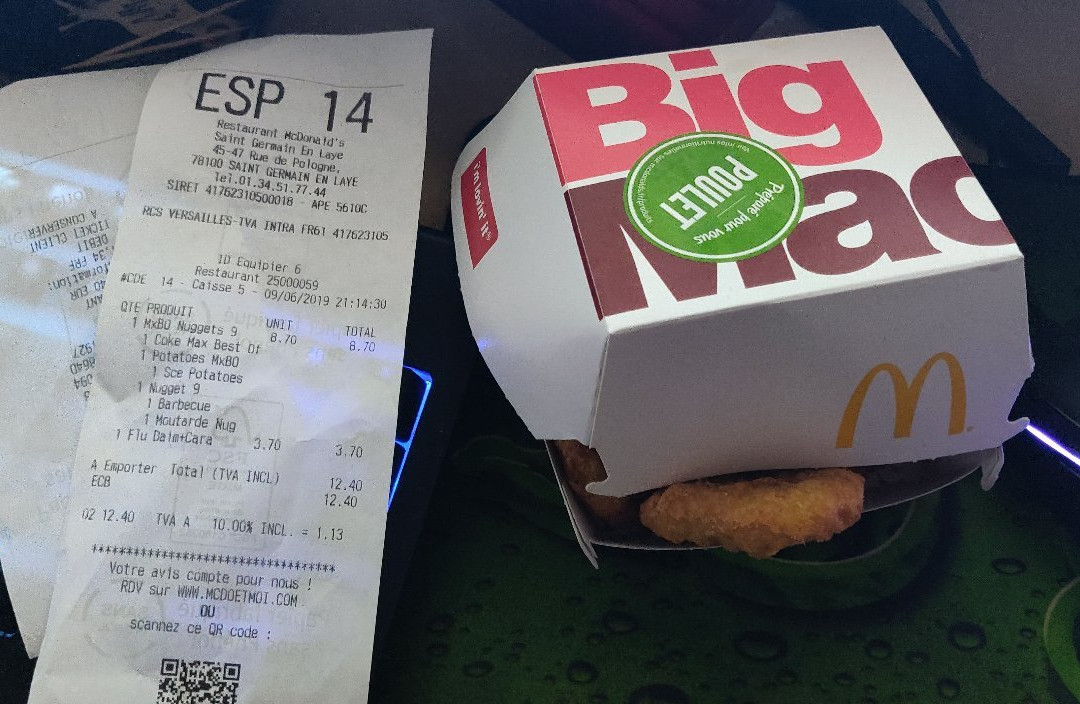 ESP 14
Restaurant McDonald's
Saint Germain En Laye
45-47 Rue de Pologne,
78100 SAINT GERMAIN EN LAYE
Tel.01.34.51.77.44
SIRET 41762310500018 - APE 5610C
RCS VERSAILLES-TVA INTRA FR61 417623105
ID Equipier 6
Restaurant 25000059
#CDE 14 - Caisse 5 - 09/06/2019 21:14:30
QTE PRODUIT UNIT TOTAL
1 MxBO Nuggets 9 8.70 8.70
1 Coke Max Best Of
1 Potatoes MxBO
1 Sce Potatoes
1 Nugget 9
1 Barbecue
1 Moutarde Nug
1 Flu Daim+Cara 3.70 3.70
A Emporter Total (TVA INCL) 12.40
ECB 12.40
02 12.40 TVA A 10.00% INCL. = 1.13
************************************
Votre avis compte pour nous !
RDV sur WWW.MCDOETMOI.COM
OU
scannez ce QR code :
A CONSERVER
TICKET CLIENT
DEBIT
Big
Mac
i'm lovin' it
Préparé pour vous
POULET
M